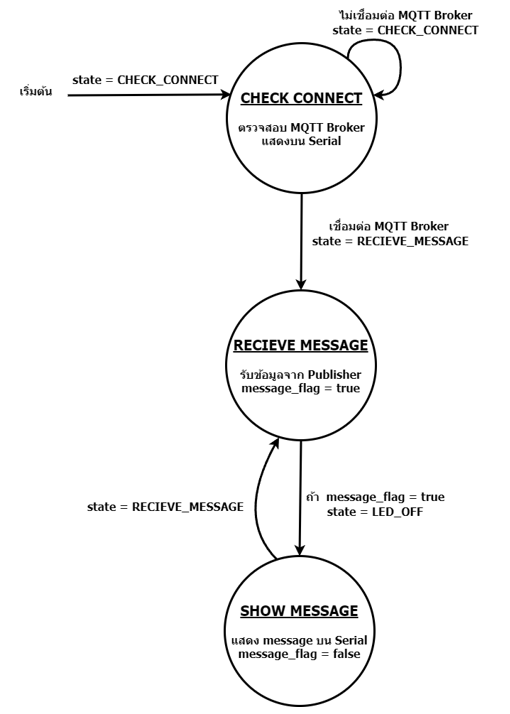 ไม่เชื่อมต่อ MQTT Broker
state = CHECK_CONNECT
state = CHECK_CONNECT
เริ่มต้น
CHECK CONNECT
ตรวจสอบ MQTT Broker
แสดงบน Serial
เชื่อมต่อ MQTT Broker
state = RECIEVE_MESSAGE
RECIEVE MESSAGE
รับข้อมูลจาก Publisher
message_flag = true
ถ้า message_flag = true
state = LED_OFF
state = RECIEVE_MESSAGE
SHOW MESSAGE
แสดง message บน Serial
message_flag = false